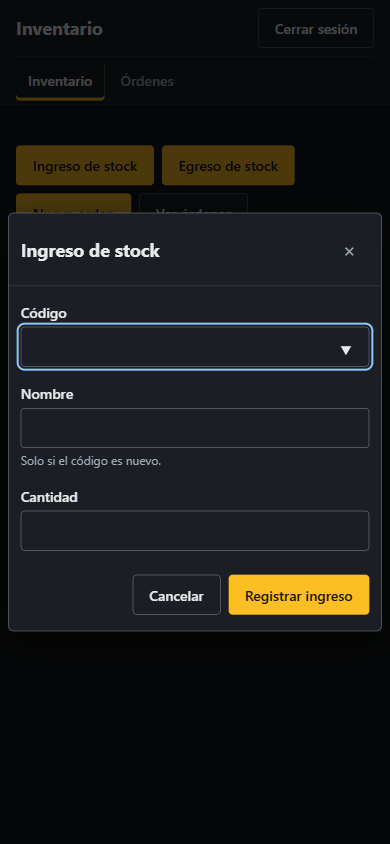 Inventario
Cerrar sesión
Inventario
Órdenes
Ingreso de stock
Egreso de stock
Ingreso de stock
×
Código
Nombre
Solo si el código es nuevo.
Cantidad
Cancelar
Registrar ingreso